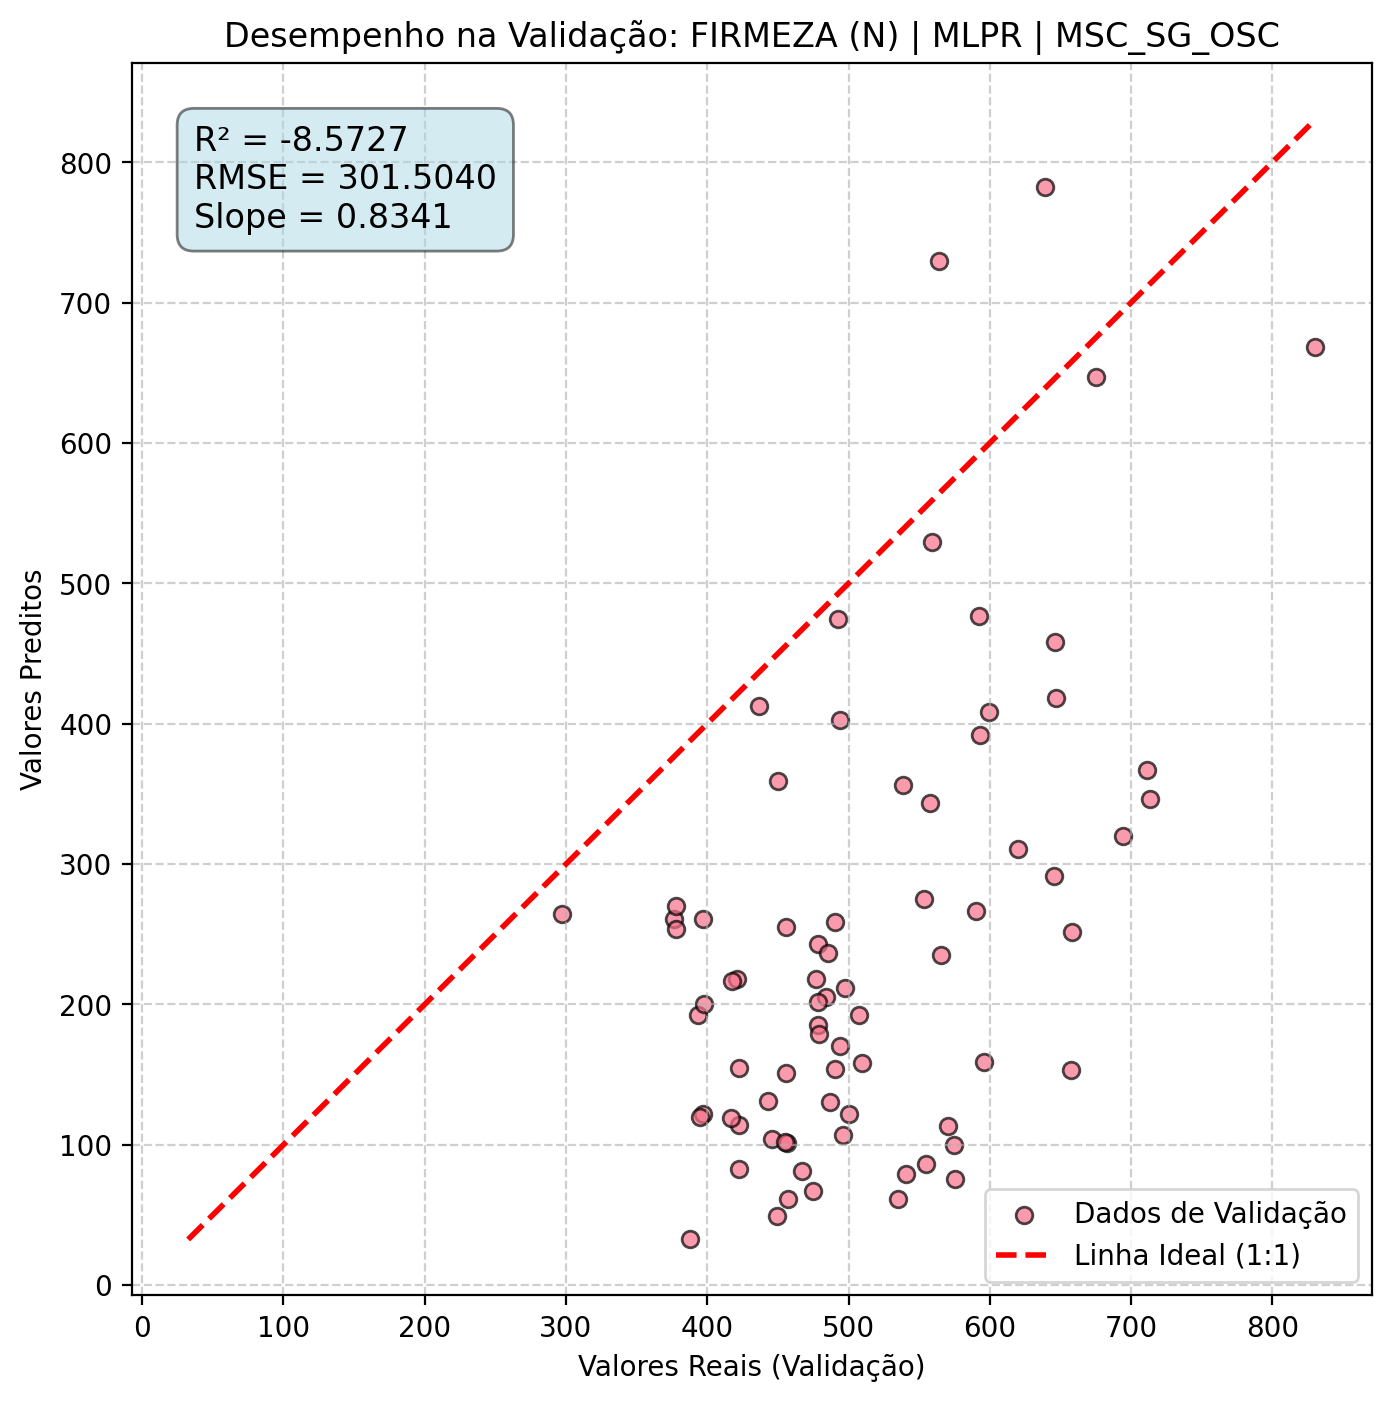 Desempenho na Validação: FIRMEZA (N) | MLPR | MSC_SG_OSC
R² = -8.5727
RMSE = 301.5040
Slope = 0.8341
800
700
600
500
400
300
200
100
0
Valores Preditos
Dados de Validação
Linha Ideal (1:1)
0 100 200 300 400 500 600 700 800
Valores Reais (Validação)